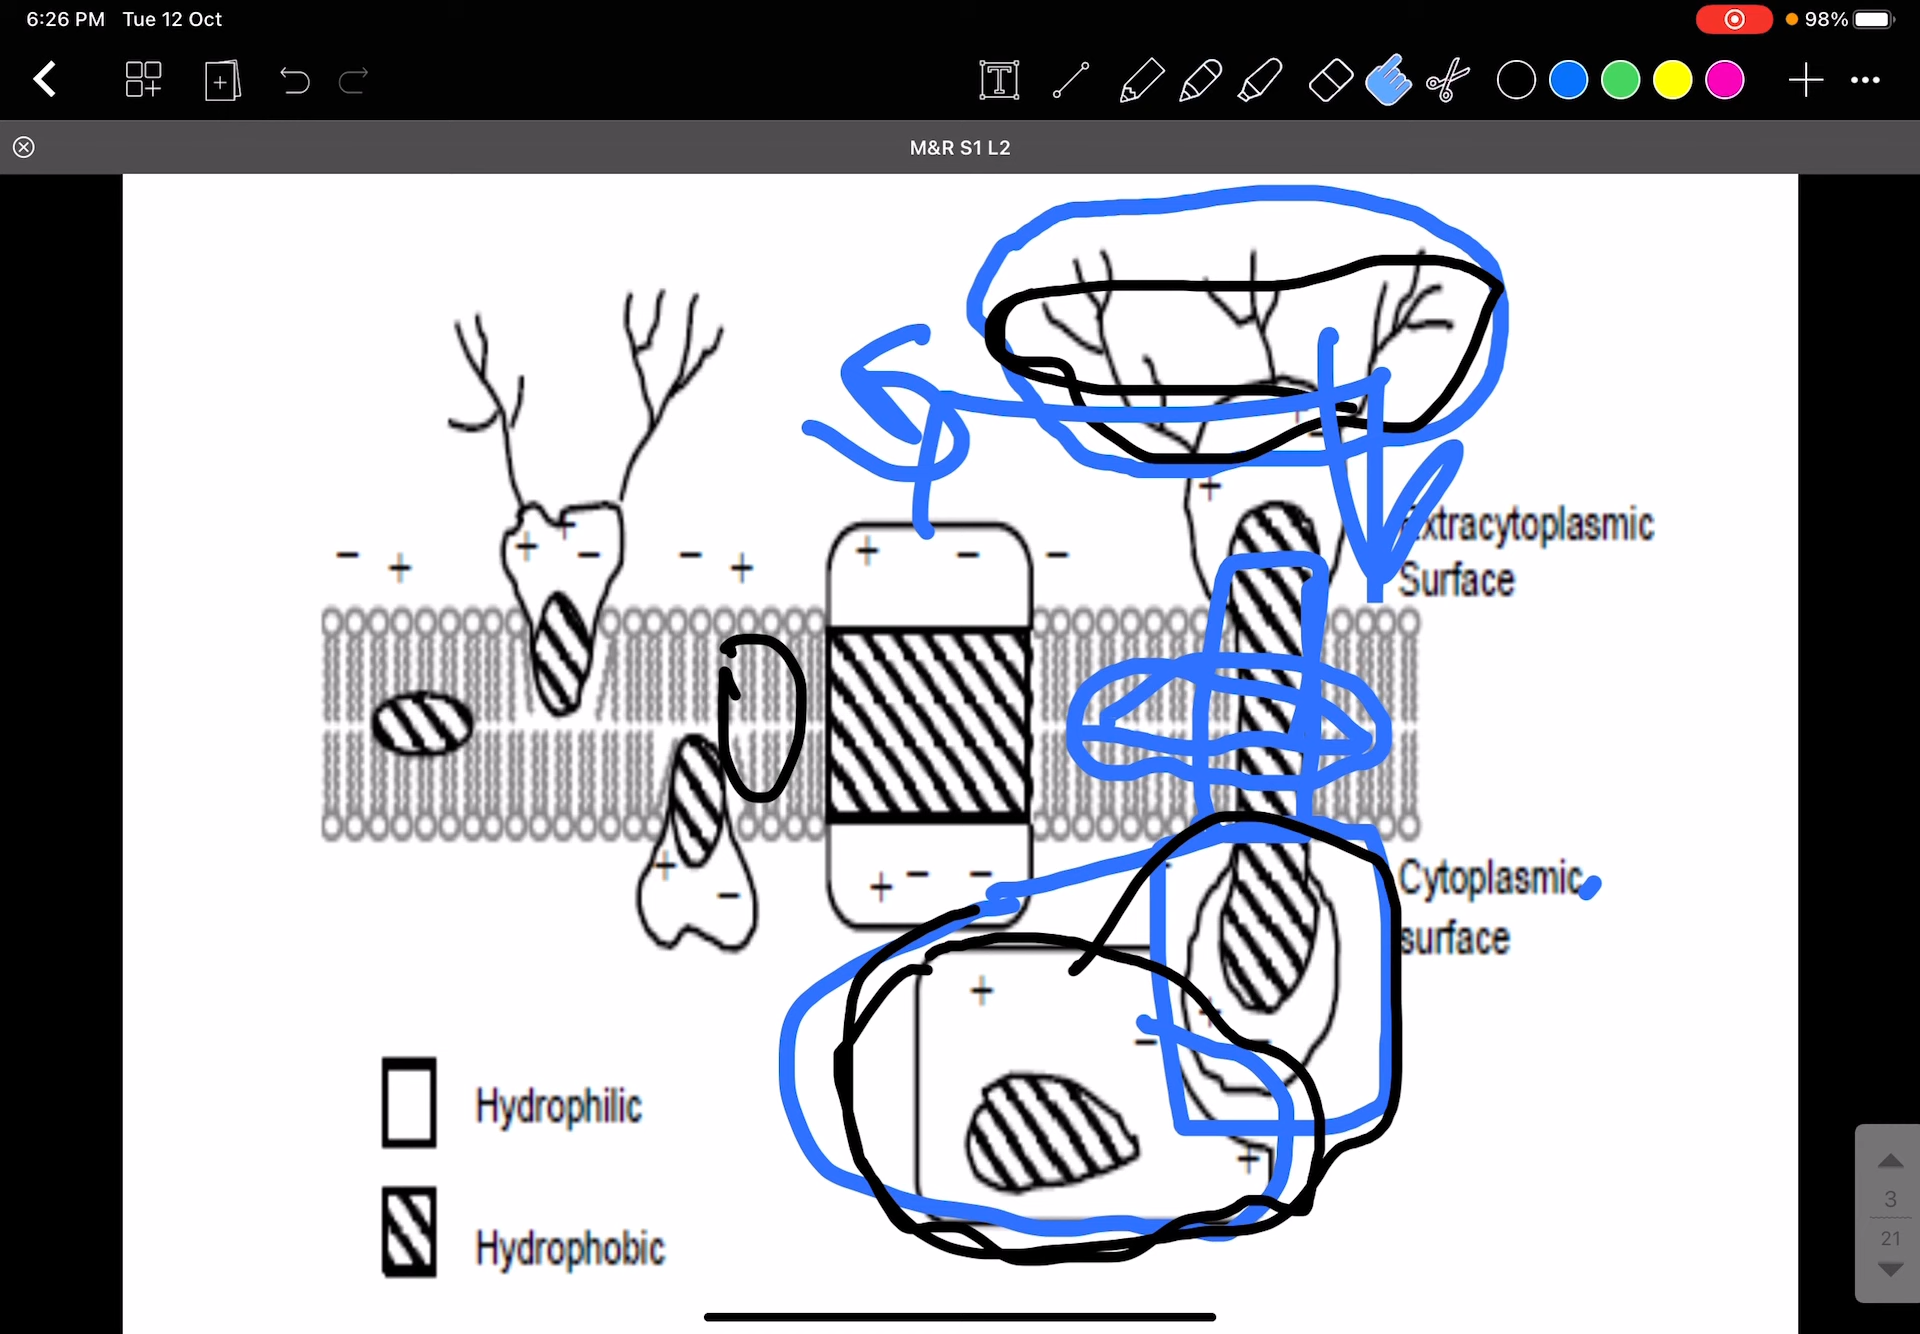 6:26 PM Tue 12 Oct
98%
T
M&R S1 L2
Extracytoplasmic
Surface
Cytoplasmic
surface
Hydrophilic
Hydrophobic
3
21